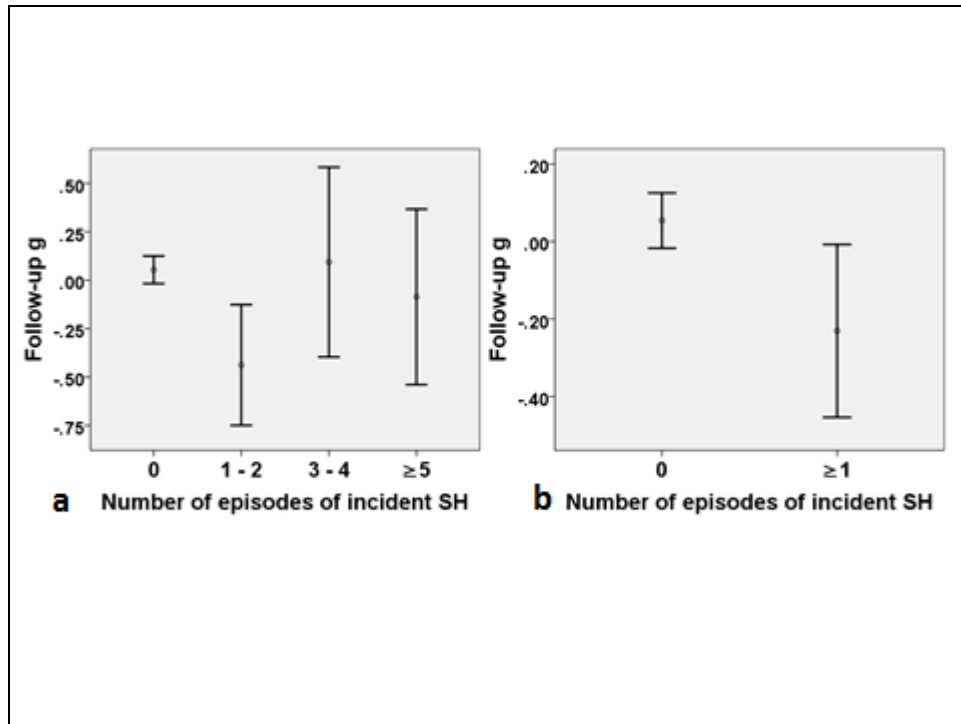 Follow-up g
.50
.25
.00
-.25
-.50
-.75
0 1 - 2 3 - 4 ≥5
a Number of episodes of incident SH
Follow-up g
.20
.00
-.20
-.40
0 ≥1
b Number of episodes of incident SH